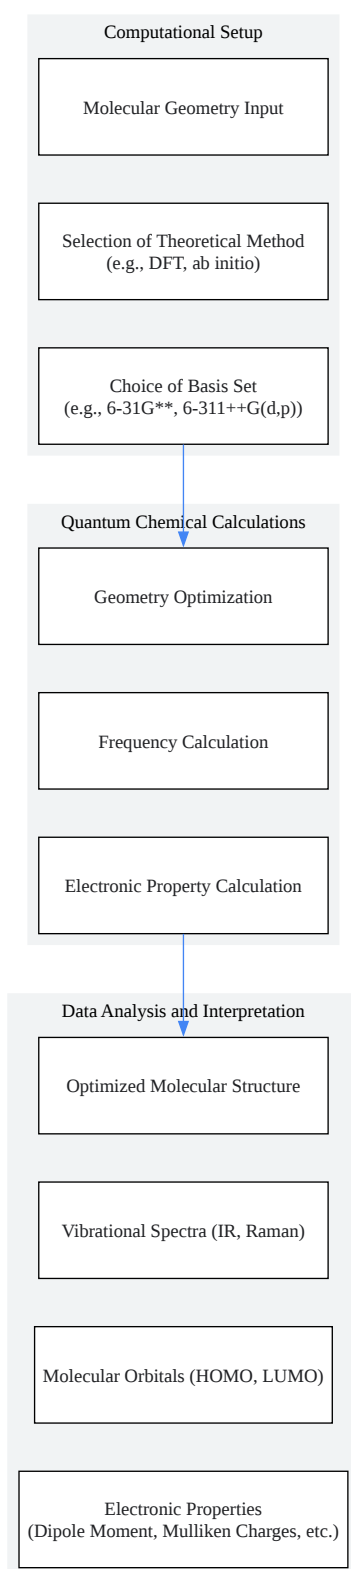 Computational Setup
Molecular Geometry Input
Selection of Theoretical Method
(e.g., DFT, ab initio)
Choice of Basis Set
(e.g., 6-31G**, 6-311++G(d,p))
Quantum Chemical Calculations
Geometry Optimization
Frequency Calculation
Electronic Property Calculation
Data Analysis and Interpretation
Optimized Molecular Structure
Vibrational Spectra (IR, Raman)
Molecular Orbitals (HOMO, LUMO)
Electronic Properties
(Dipole Moment, Mulliken Charges, etc.)